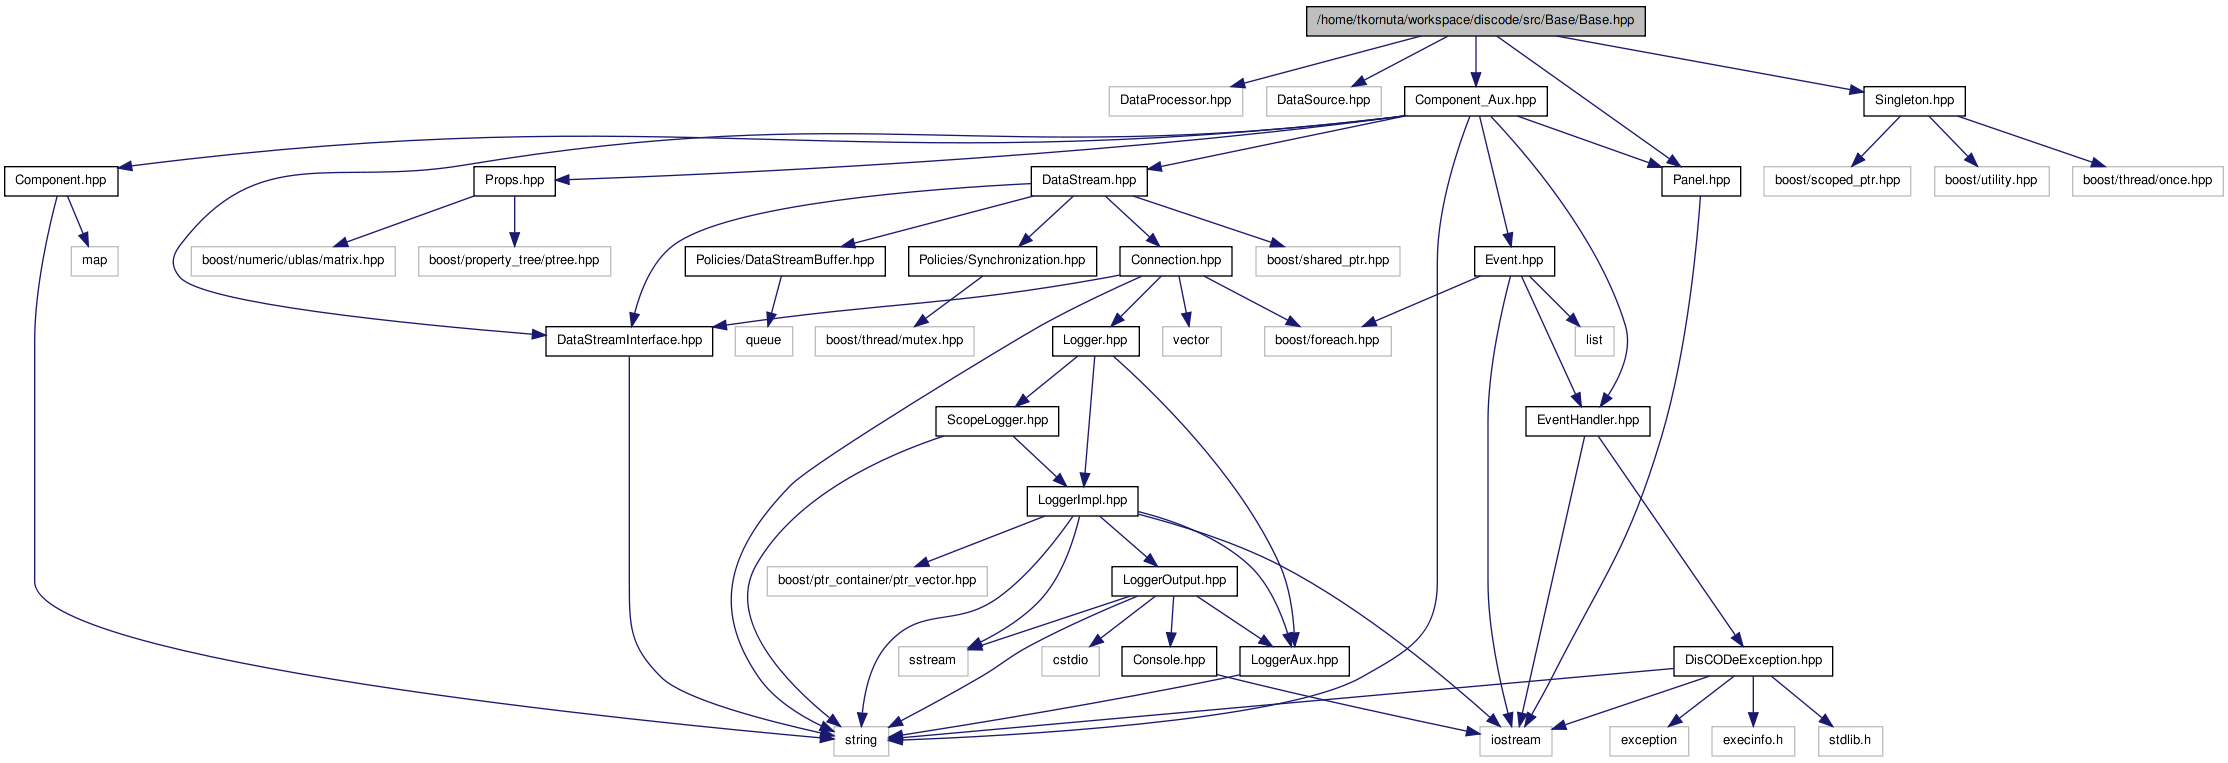 /home/tkornuta/workspace/discode/src/Base/Base.hpp
DataProcessor.hpp
DataSource.hpp
Component_Aux.hpp
Singleton.hpp
Component.hpp
Props.hpp
DataStream.hpp
Panel.hpp
boost/scoped_ptr.hpp
boost/utility.hpp
boost/thread/once.hpp
map
boost/numeric/ublas/matrix.hpp
boost/property_tree/ptree.hpp
Policies/DataStreamBuffer.hpp
Policies/Synchronization.hpp
Connection.hpp
boost/shared_ptr.hpp
Event.hpp
DataStreamInterface.hpp
queue
boost/thread/mutex.hpp
Logger.hpp
vector
boost/foreach.hpp
list
ScopeLogger.hpp
EventHandler.hpp
LoggerImpl.hpp
boost/ptr_container/ptr_vector.hpp
LoggerOutput.hpp
sstream
cstdio
Console.hpp
LoggerAux.hpp
DisCODeException.hpp
string
iostream
exception
execinfo.h
stdlib.h